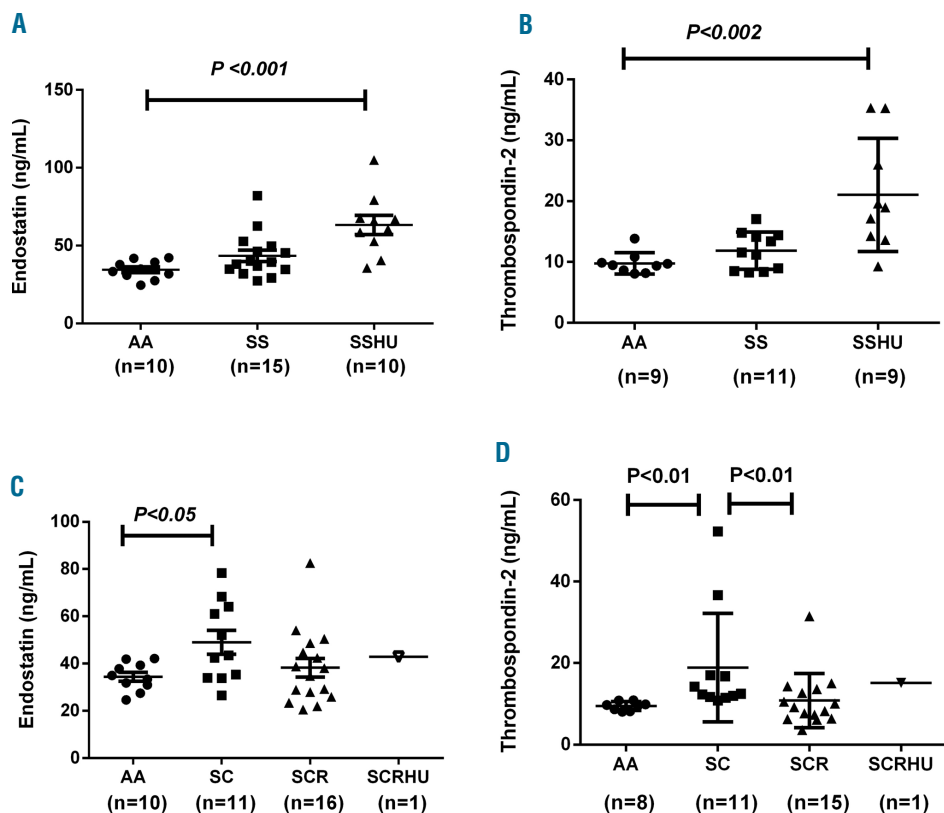 A
P <0.001
Endostatin (ng/mL)
150
100
50
0
AA SS SSHU
(n=10) (n=15) (n=10)
B
P<0.002
Thrombospondin-2 (ng/mL)
40
30
20
10
0
AA SS SSHU
(n=9) (n=11) (n=9)
C
P<0.05
Endostatin (ng/mL)
100
80
60
40
20
0
AA SC SCR SCRHU
(n=10) (n=11) (n=16) (n=1)
D
P<0.01 P<0.01
Thrombospondin-2 (ng/mL)
60
40
20
0
AA SC SCR SCRHU
(n=8) (n=11) (n=15) (n=1)